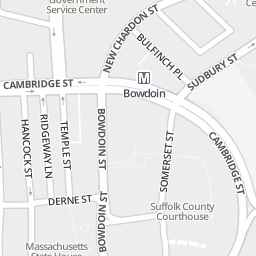 Government
Service Center
NEW CHARDON ST
BULFINCH PL
SUDBURY ST
CAMBRIDGE ST
M
Bowdoin
HANCOCK ST
RIDGEWAY LN
TEMPLE ST
BOWDOIN ST
SOMERSET ST
CAMBRIDGE ST
DERNE ST
BOWDOIN
Suffolk County
Courthouse
Massachusetts
State House